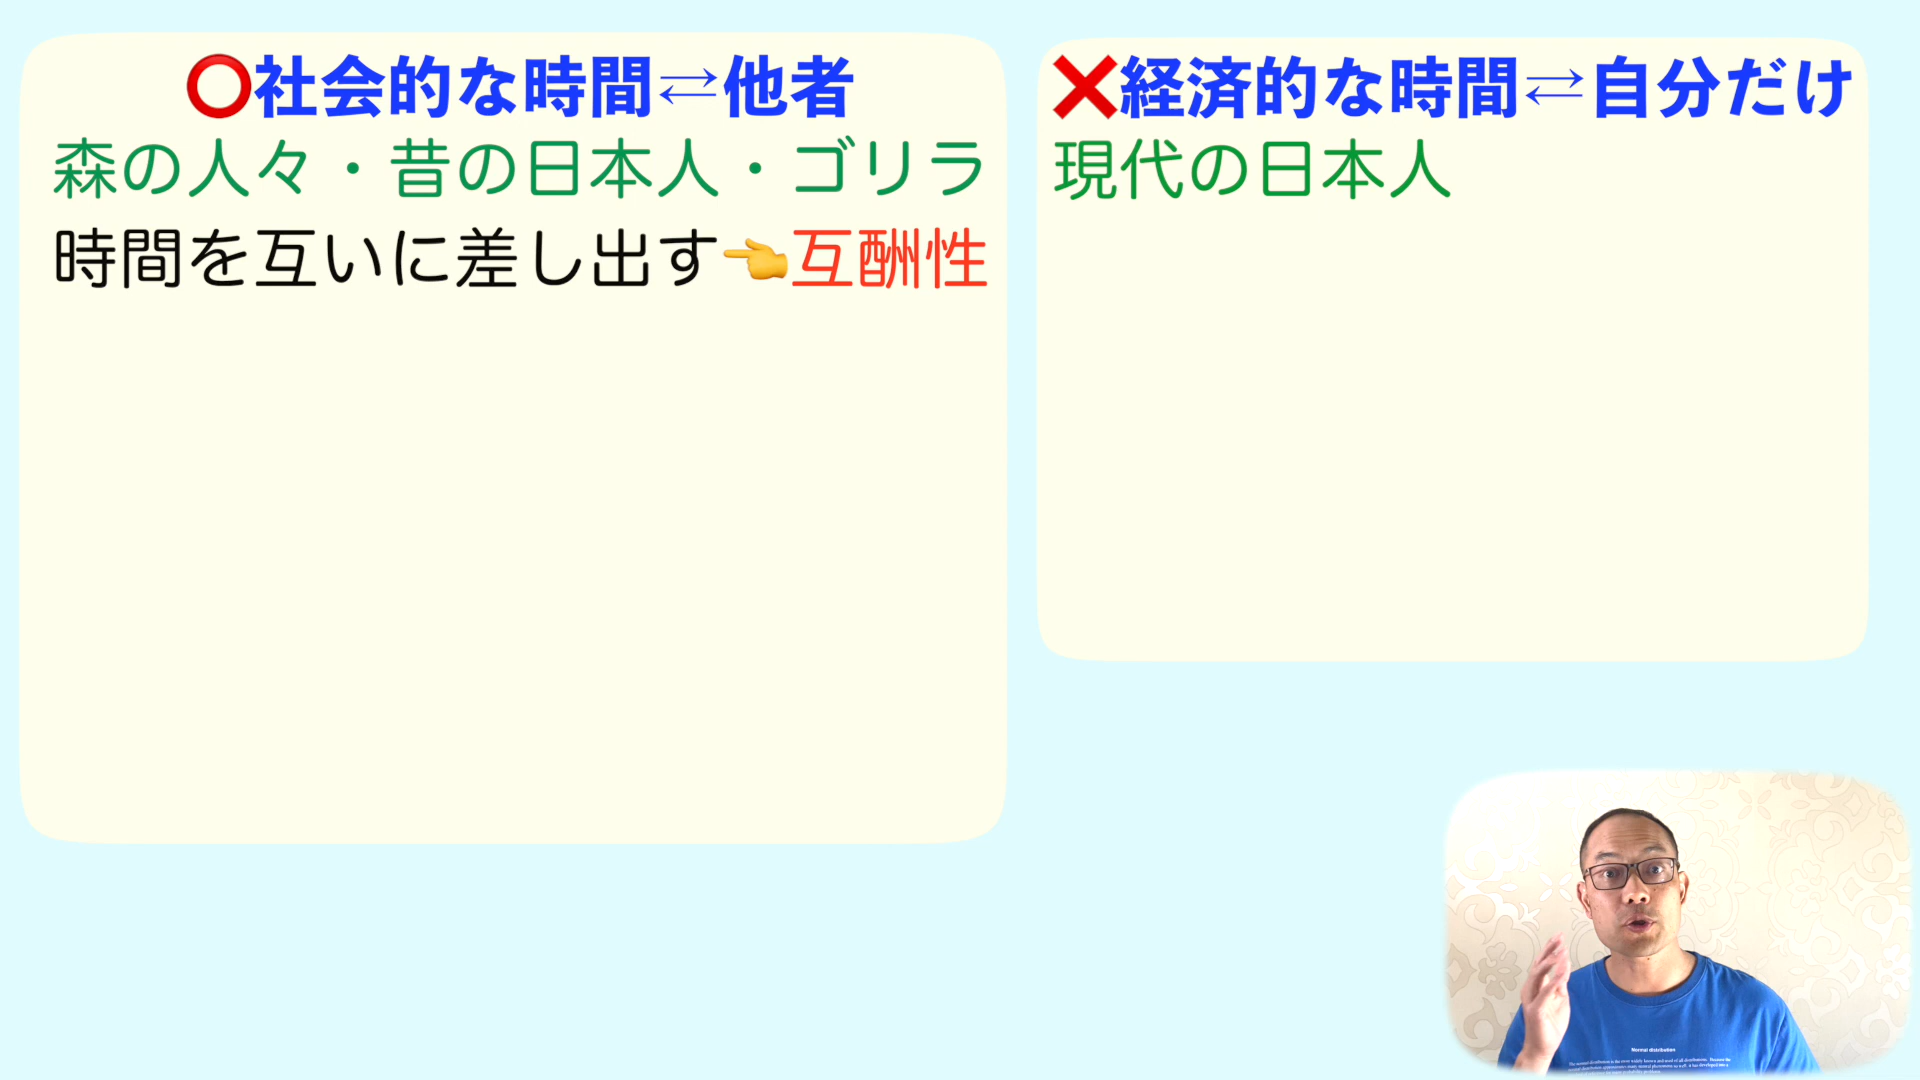 ⭕社会的な時間⇄他者
森の人々・昔の日本人・ゴリラ
時間を互いに差し出す👈互酬性
❌経済的な時間⇄自分だけ
現代の日本人
Normal distribution